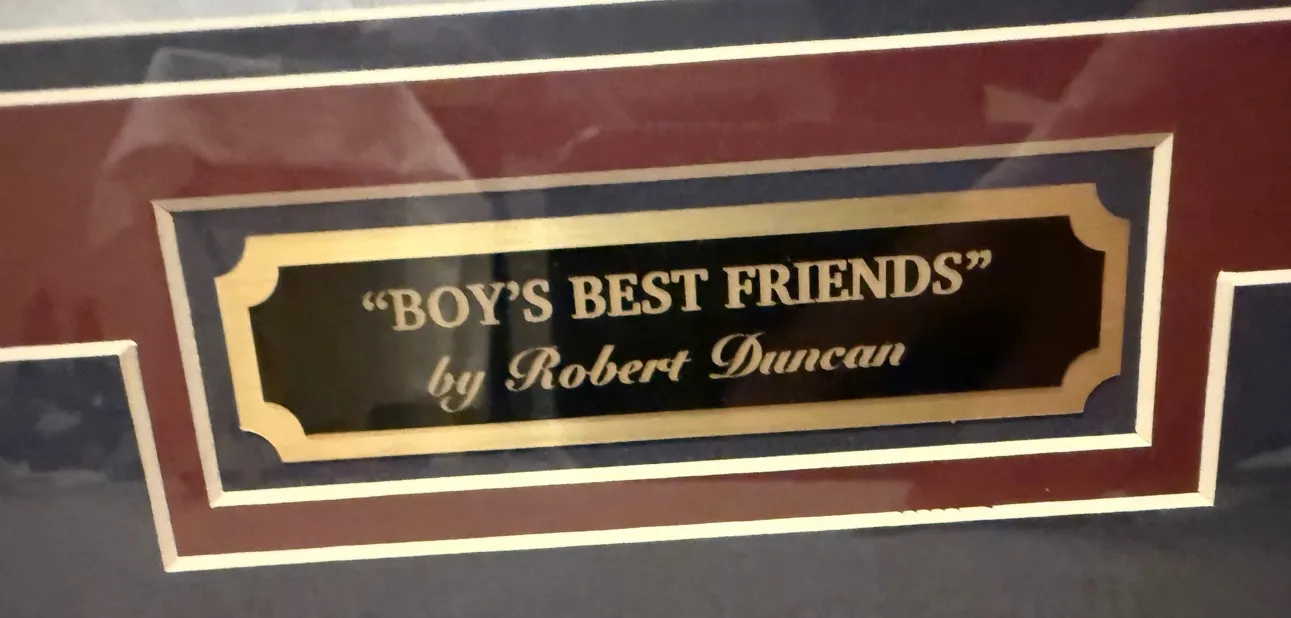 “BOY’S BEST FRIENDS”
by Robert Duncan